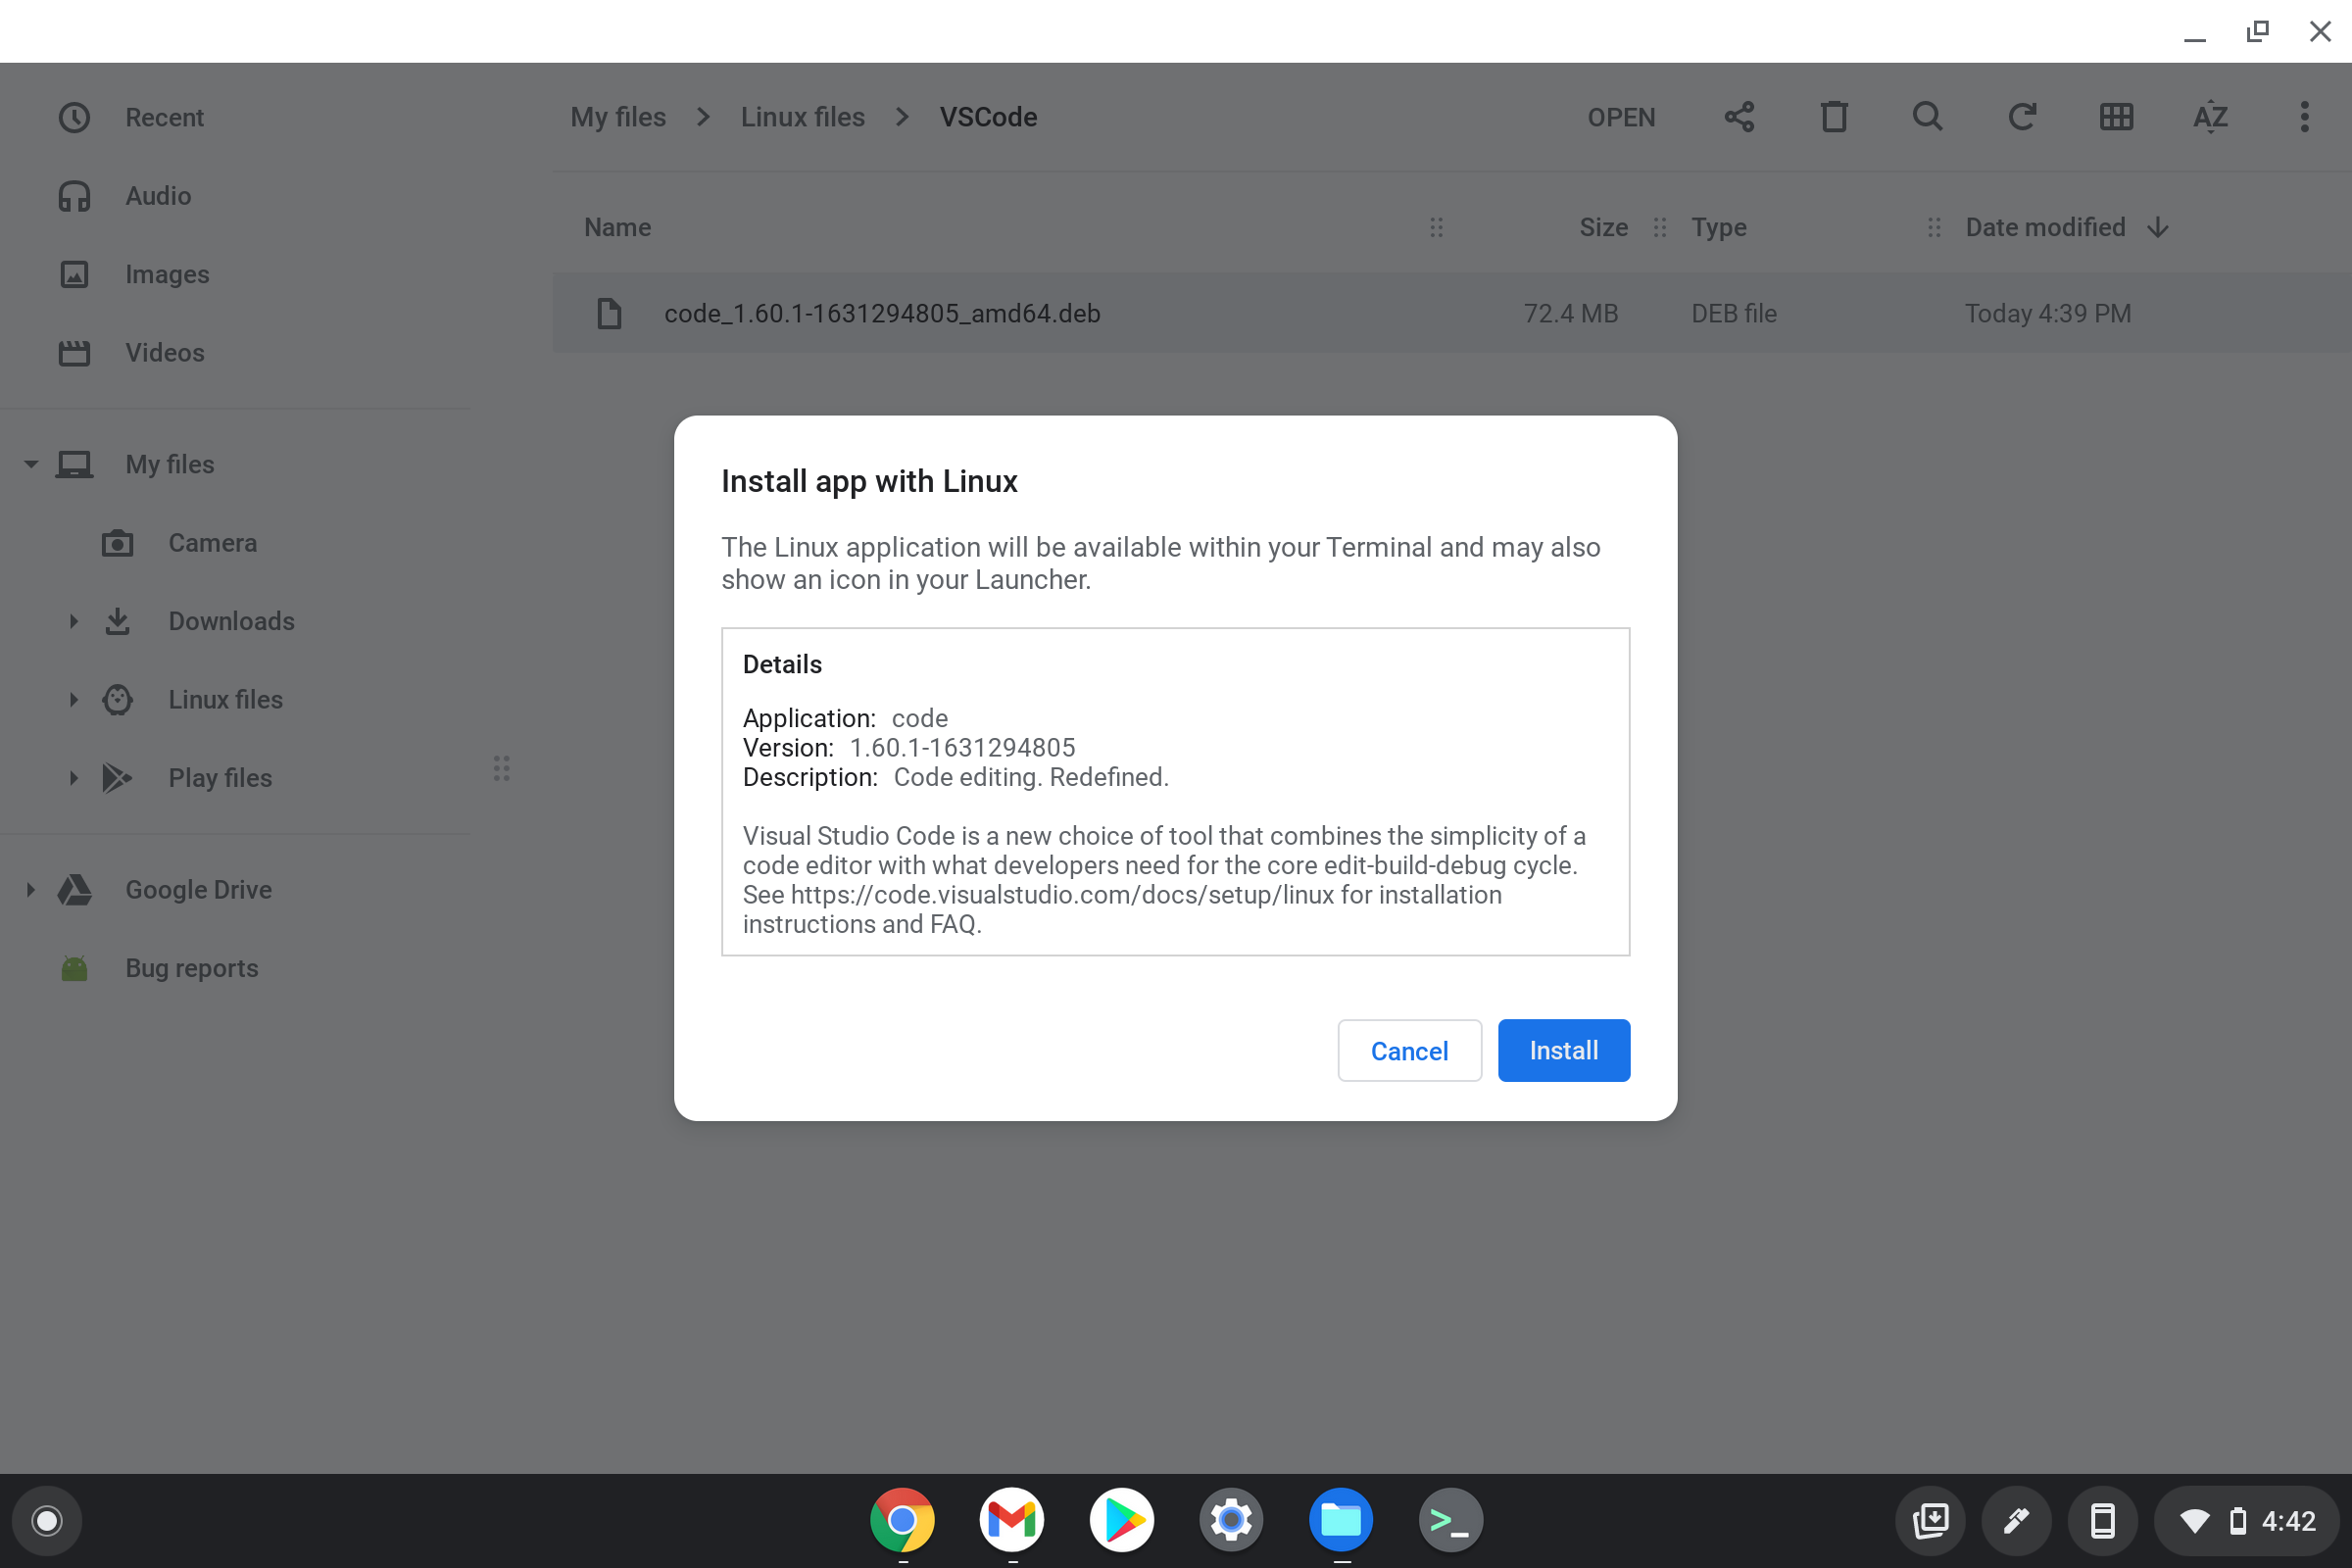 Recent
Audio
Images
Videos
My files
Camera
Downloads
Linux files
Play files
Google Drive
Bug reports
My files > Linux files > VSCode
OPEN
AZ
Name Size Type Date modified
code_1.60.1-1631294805_amd64.deb 72.4 MB DEB file Today 4:39 PM
Install app with Linux
The Linux application will be available within your Terminal and may also
show an icon in your Launcher.
Details
Application: code
Version: 1.60.1-1631294805
Description: Code editing. Redefined.
Visual Studio Code is a new choice of tool that combines the simplicity of a
code editor with what developers need for the core edit-build-debug cycle.
See https://code.visualstudio.com/docs/setup/linux for installation
instructions and FAQ.
Cancel Install
>_
4:42